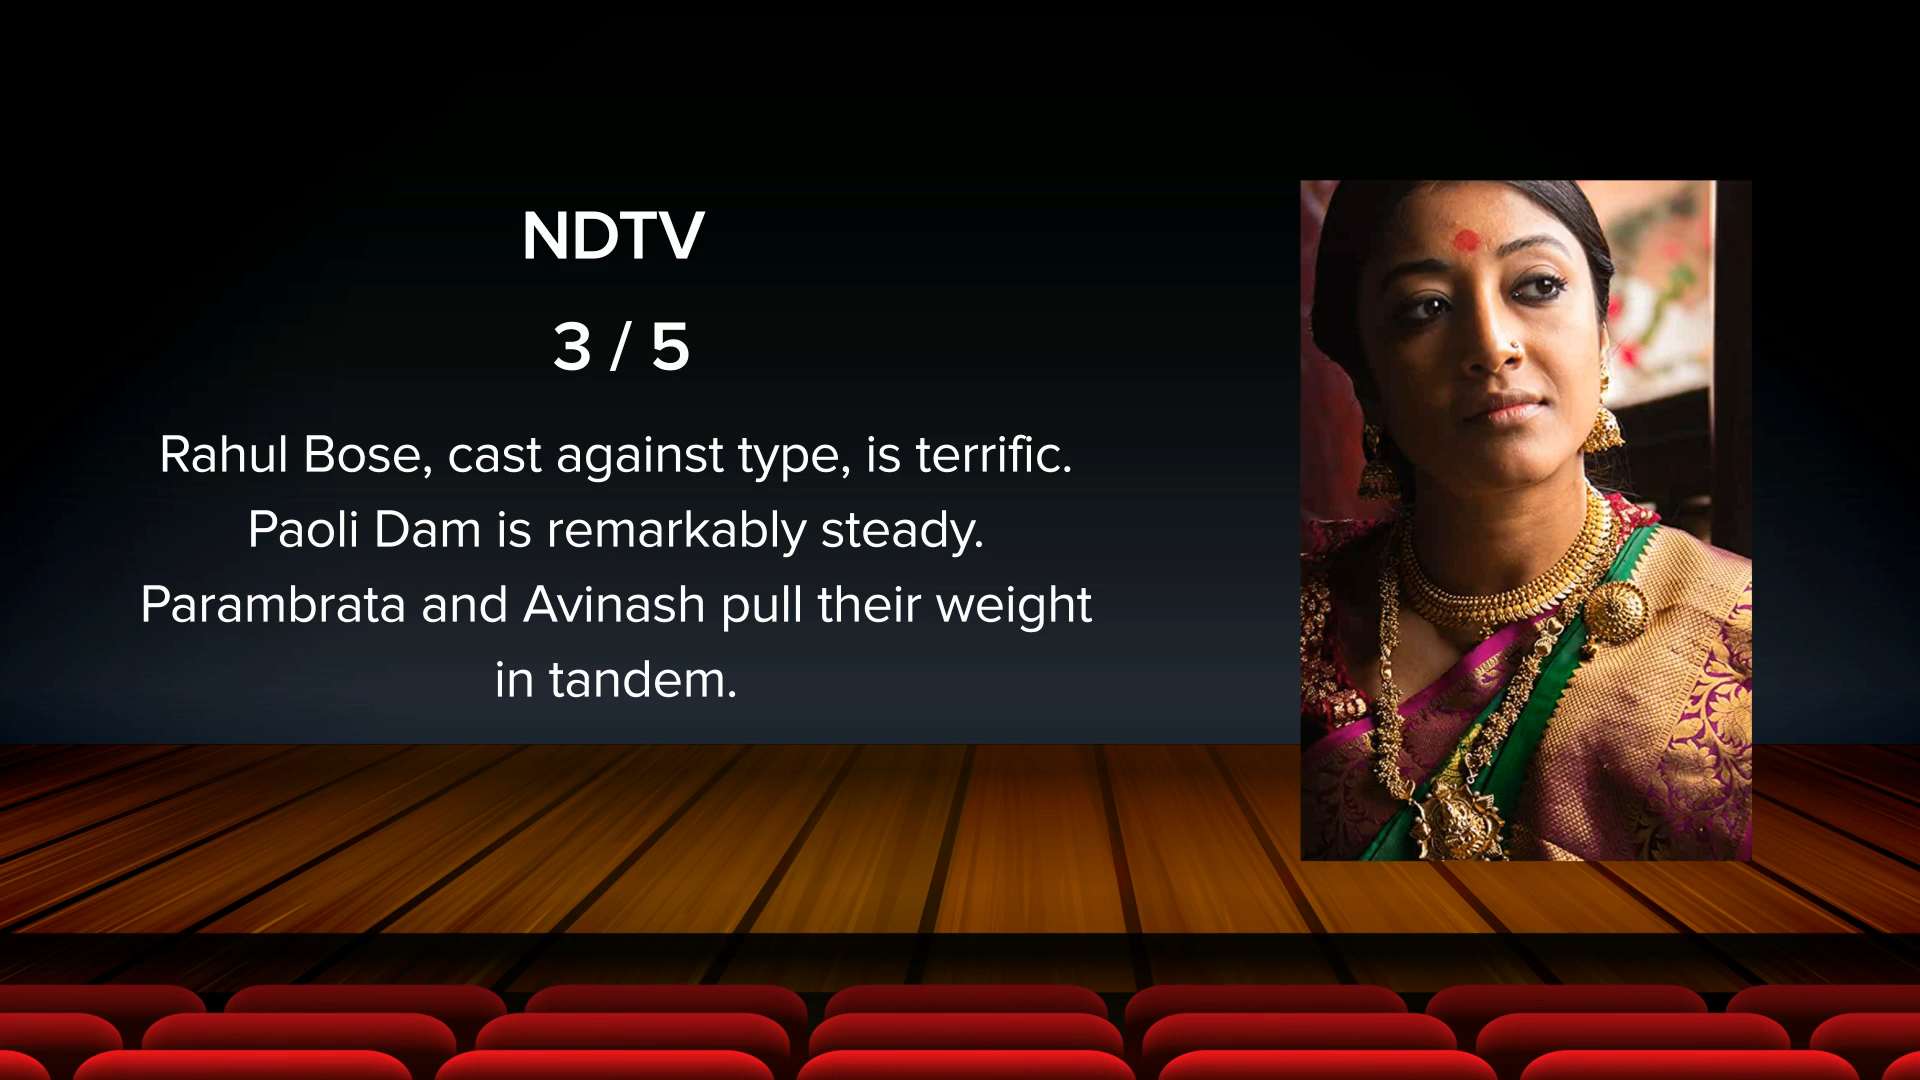 NDTV
3 / 5
Rahul Bose, cast against type, is terrific.
Paoli Dam is remarkably steady.
Parambrata and Avinash pull their weight
in tandem.